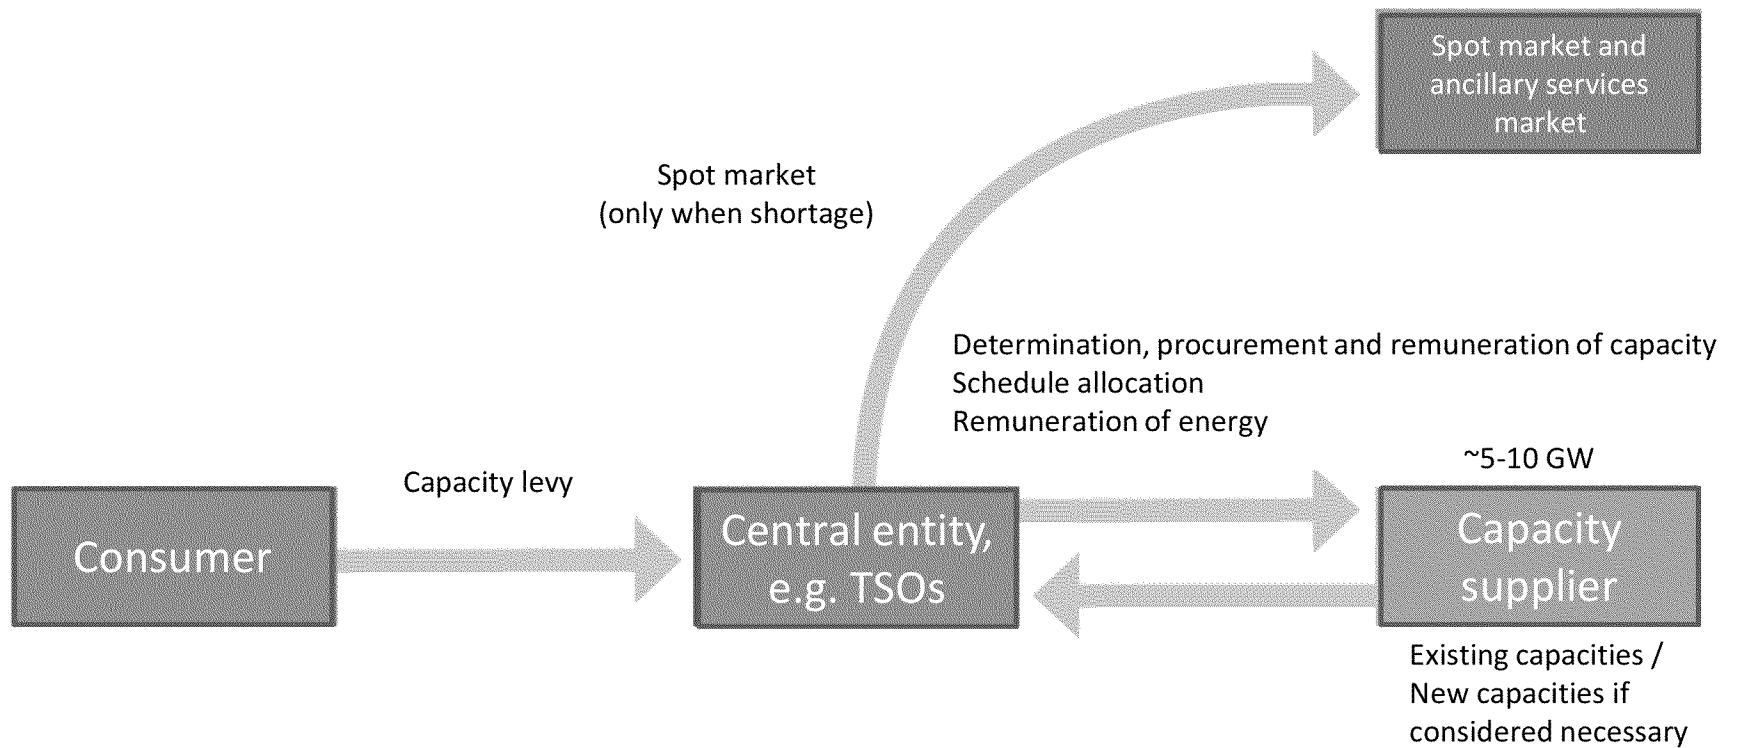 Spot market and
ancillary services
market
Spot market
(only when shortage)
Determination, procurement and remuneration of capacity
Schedule allocation
Remuneration of energy
~5-10 GW
Capacity levy
Consumer
Central entity,
e.g. TSOs
Capacity
supplier
Existing capacities /
New capacities if
considered necessary